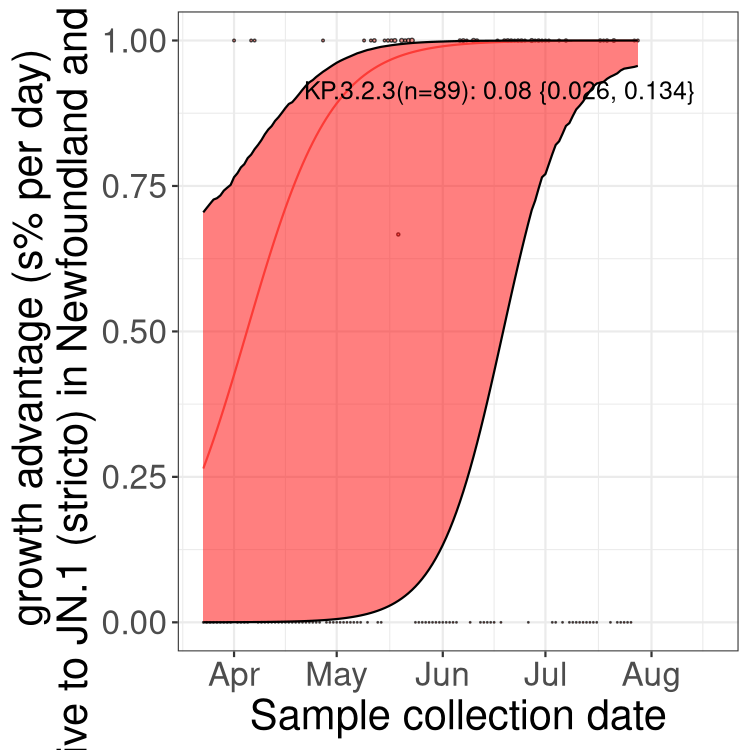 growth advantage (s% per day)
ive to JN.1 (stricto) in Newfoundland and
1.00
0.75
0.50
0.25
0.00
KP.3.2.3(n=89): 0.08 {0.026, 0.134}
Apr May Jun Jul Aug
Sample collection date